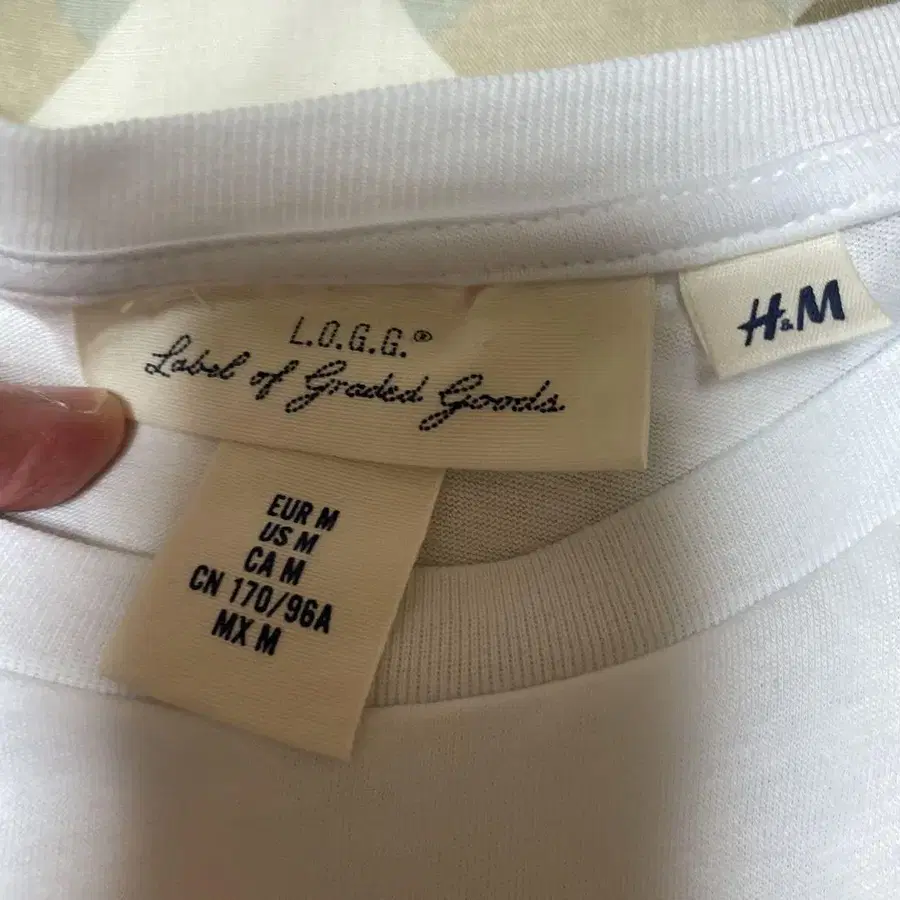 L.O.G.G.®
Label of Graded Goods
H&M
EUR M
US M
CA M
CN 170/96A
MX M